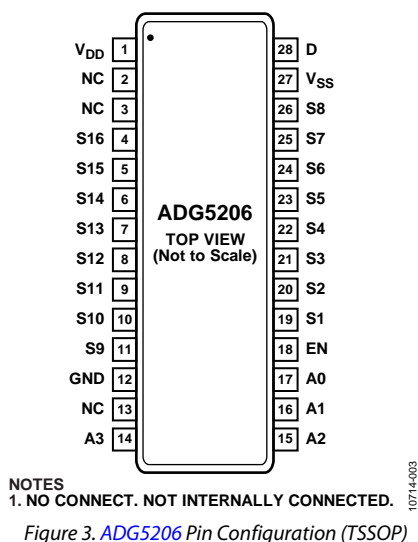 VDD 1 28 D
NC 2 27 VSS
NC 3 26 S8
S16 4 25 S7
S15 5 24 S6
S14 6 23 S5
S13 7 22 S4
S12 8 21 S3
S11 9 20 S2
S10 10 19 S1
S9 11 18 EN
GND 12 17 A0
NC 13 16 A1
A3 14 15 A2
ADG5206
TOP VIEW
(Not to Scale)
NOTES
1. NO CONNECT. NOT INTERNALLY CONNECTED.
10714-003
Figure 3. ADG5206 Pin Configuration (TSSOP)